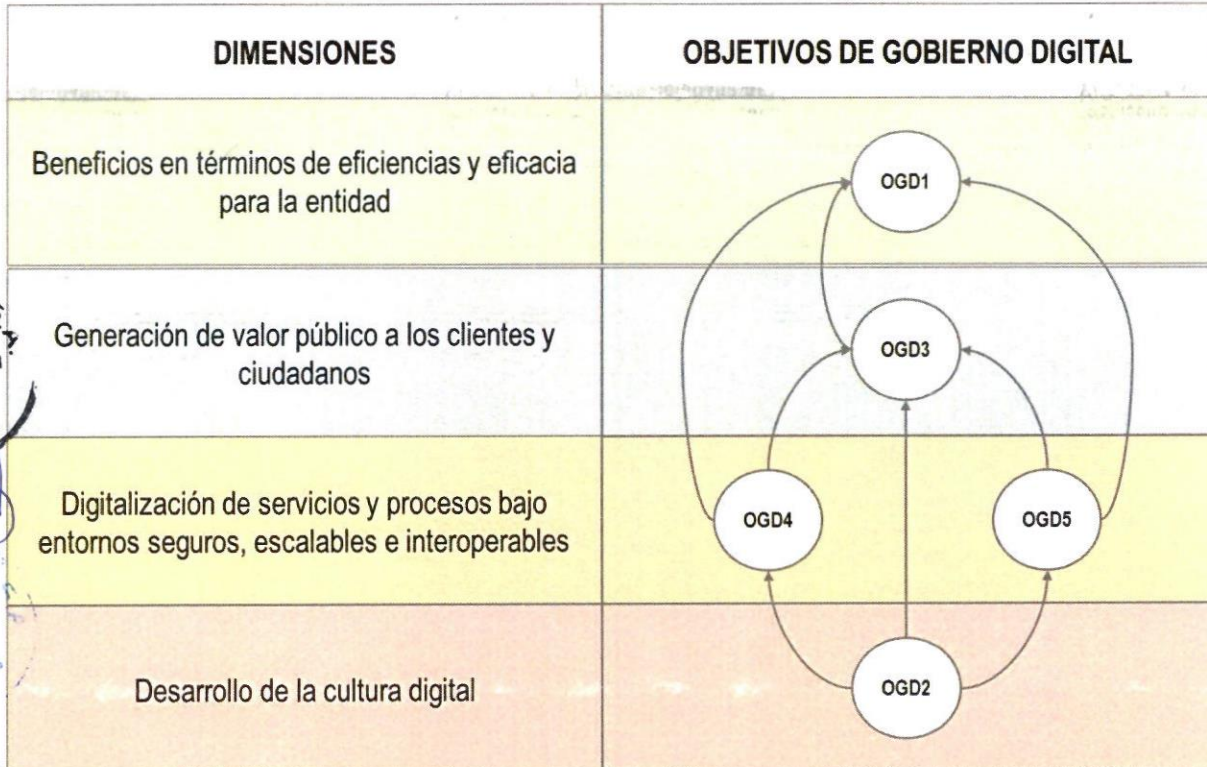 DIMENSIONES
OBJETIVOS DE GOBIERNO DIGITAL
Beneficios en términos de eficiencias y eficacia
para la entidad
OGD1
Generación de valor público a los clientes y
ciudadanos
OGD3
Digitalización de servicios y procesos bajo
entornos seguros, escalables e interoperables
OGD4
OGD5
Desarrollo de la cultura digital
OGD2